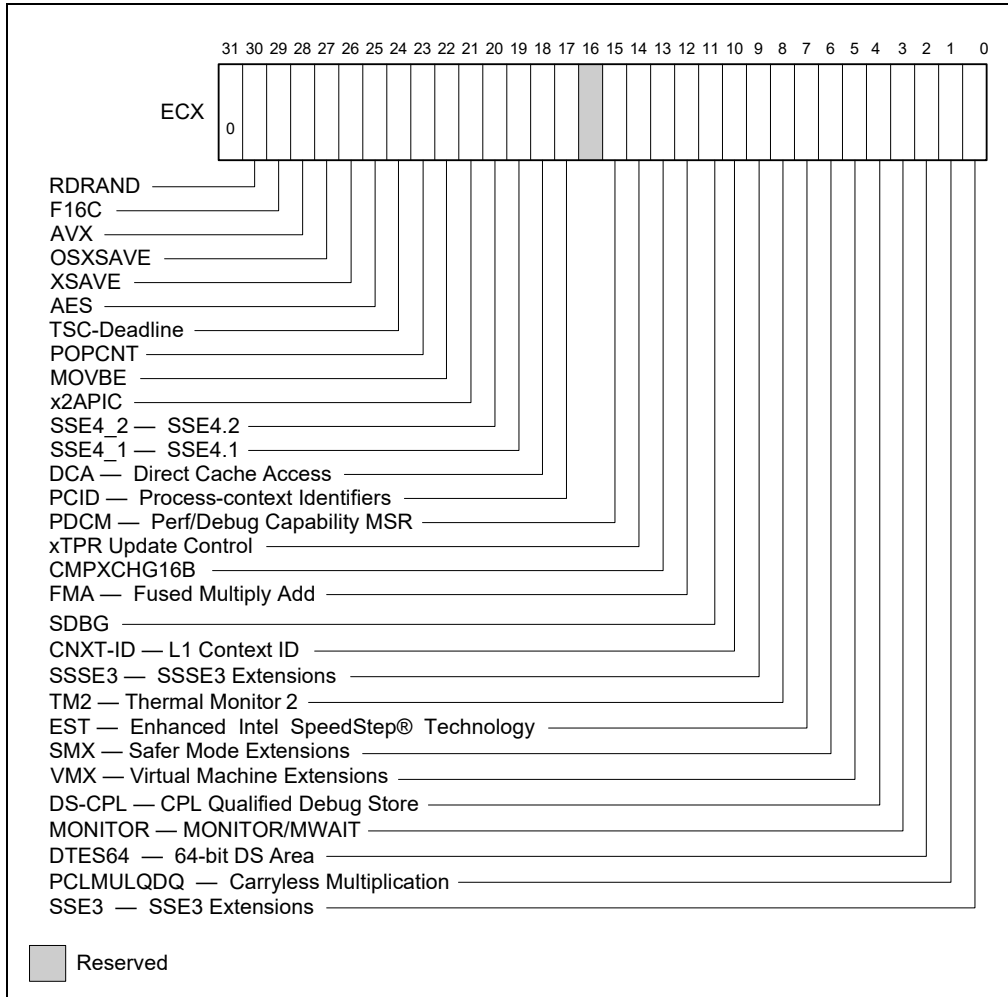 31 30 29 28 27 26 25 24 23 22 21 20 19 18 17 16 15 14 13 12 11 10 9 8 7 6 5 4 3 2 1 0
ECX
0
RDRAND
F16C
AVX
OSXSAVE
XSAVE
AES
TSC-Deadline
POPCNT
MOVBE
x2APIC
SSE4_2 — SSE4.2
SSE4_1 — SSE4.1
DCA — Direct Cache Access
PCID — Process-context Identifiers
PDCM — Perf/Debug Capability MSR
xTPR Update Control
CMPXCHG16B
FMA — Fused Multiply Add
SDBG
CNXT-ID — L1 Context ID
SSSE3 — SSSE3 Extensions
TM2 — Thermal Monitor 2
EST — Enhanced Intel SpeedStep® Technology
SMX — Safer Mode Extensions
VMX — Virtual Machine Extensions
DS-CPL — CPL Qualified Debug Store
MONITOR — MONITOR/MWAIT
DTES64 — 64-bit DS Area
PCLMULQDQ — Carryless Multiplication
SSE3 — SSE3 Extensions
Reserved